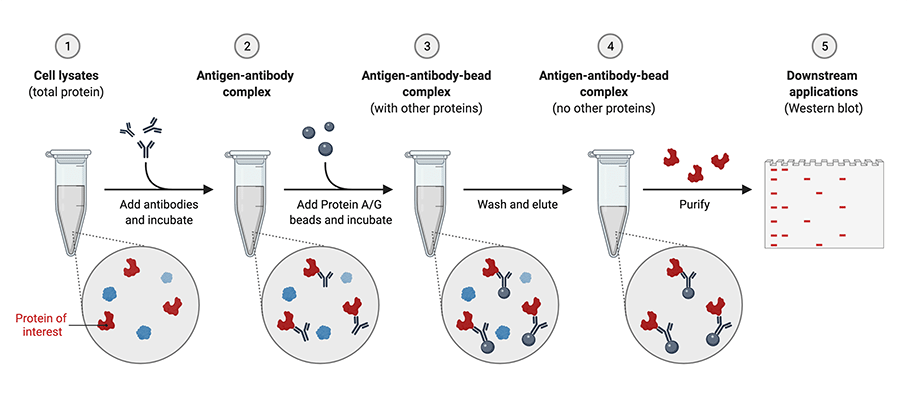 1
Cell lysates
(total protein)
2
Antigen-antibody
complex
3
Antigen-antibody-bead
complex
(with other proteins)
4
Antigen-antibody-bead
complex
(no other proteins)
5
Downstream
applications
(Western blot)
Add antibodies
and incubate
Add Protein A/G
beads and incubate
Wash and elute
Purify
Protein of
interest